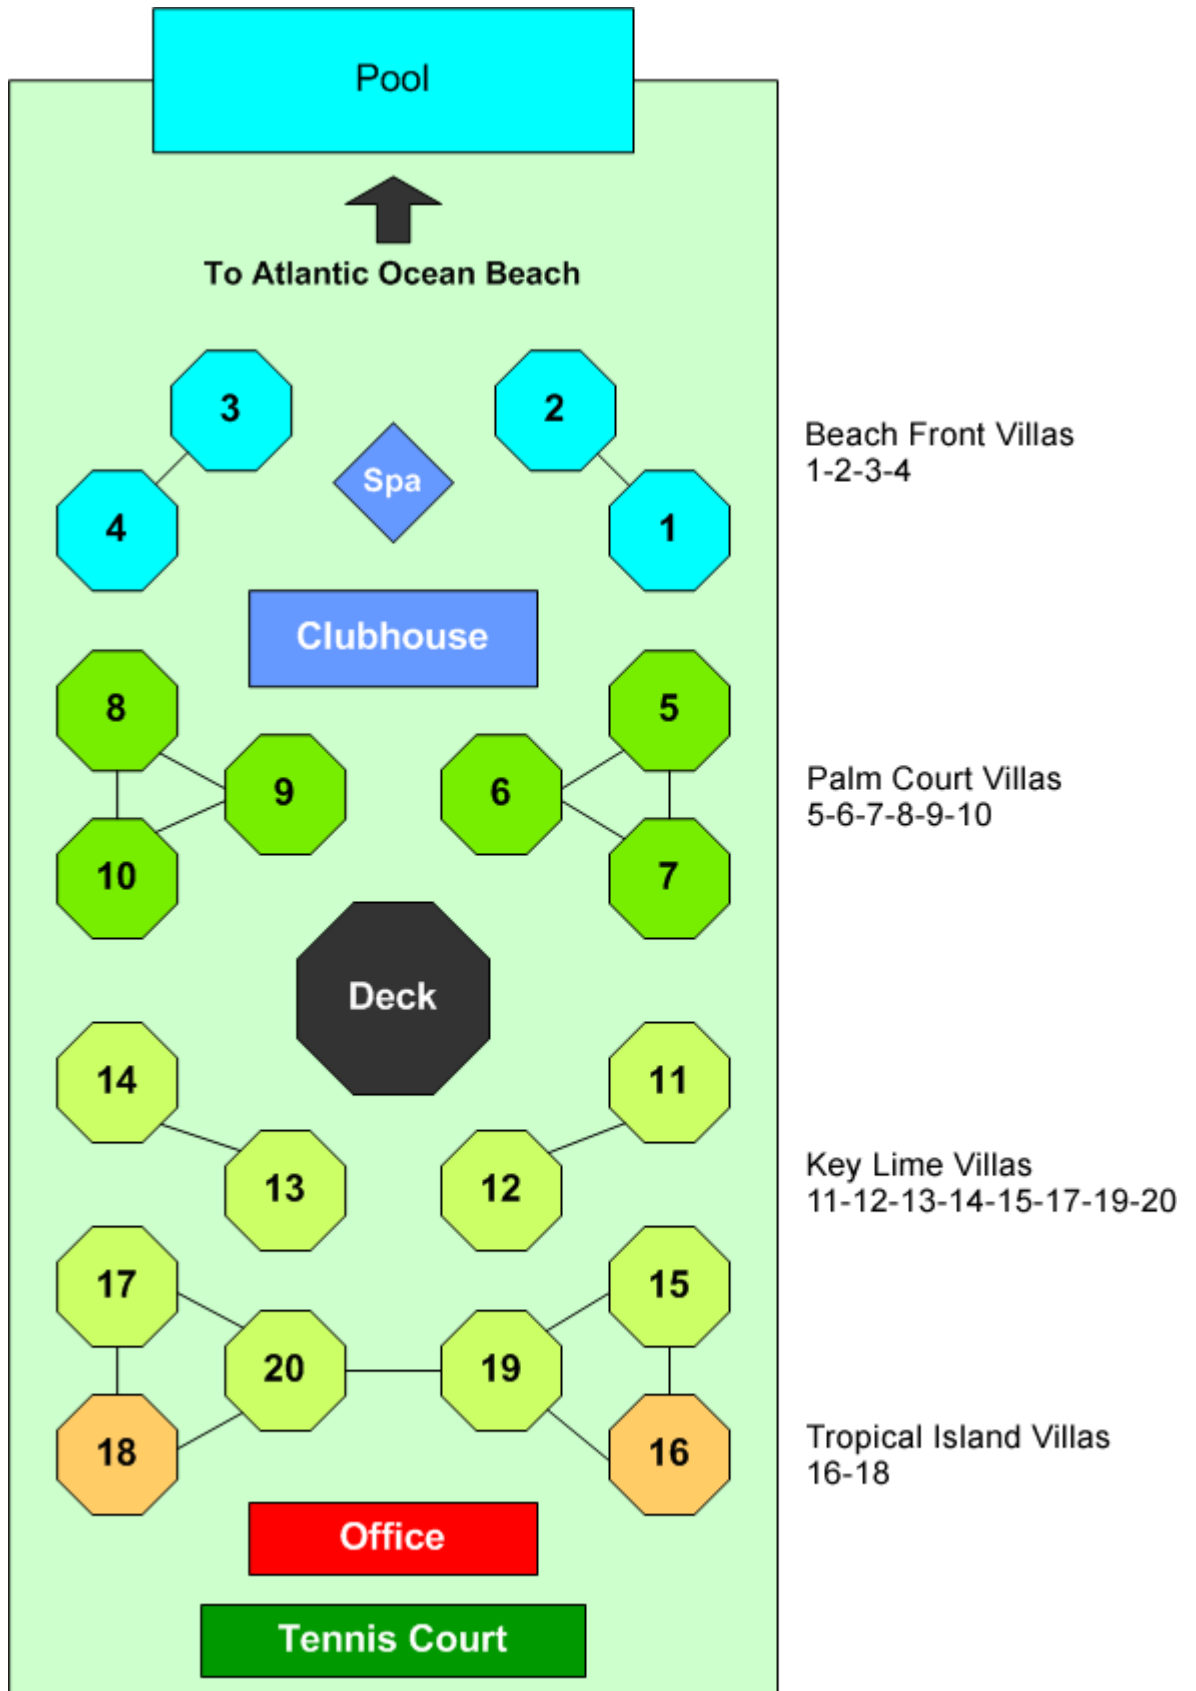 Pool
To Atlantic Ocean Beach
3
2
Spa
4
1
Beach Front Villas
1-2-3-4
Clubhouse
8
5
9
6
10
7
Palm Court Villas
5-6-7-8-9-10
Deck
14
11
13
12
Key Lime Villas
11-12-13-14-15-17-19-20
17
15
20
19
18
16
Tropical Island Villas
16-18
Office
Tennis Court